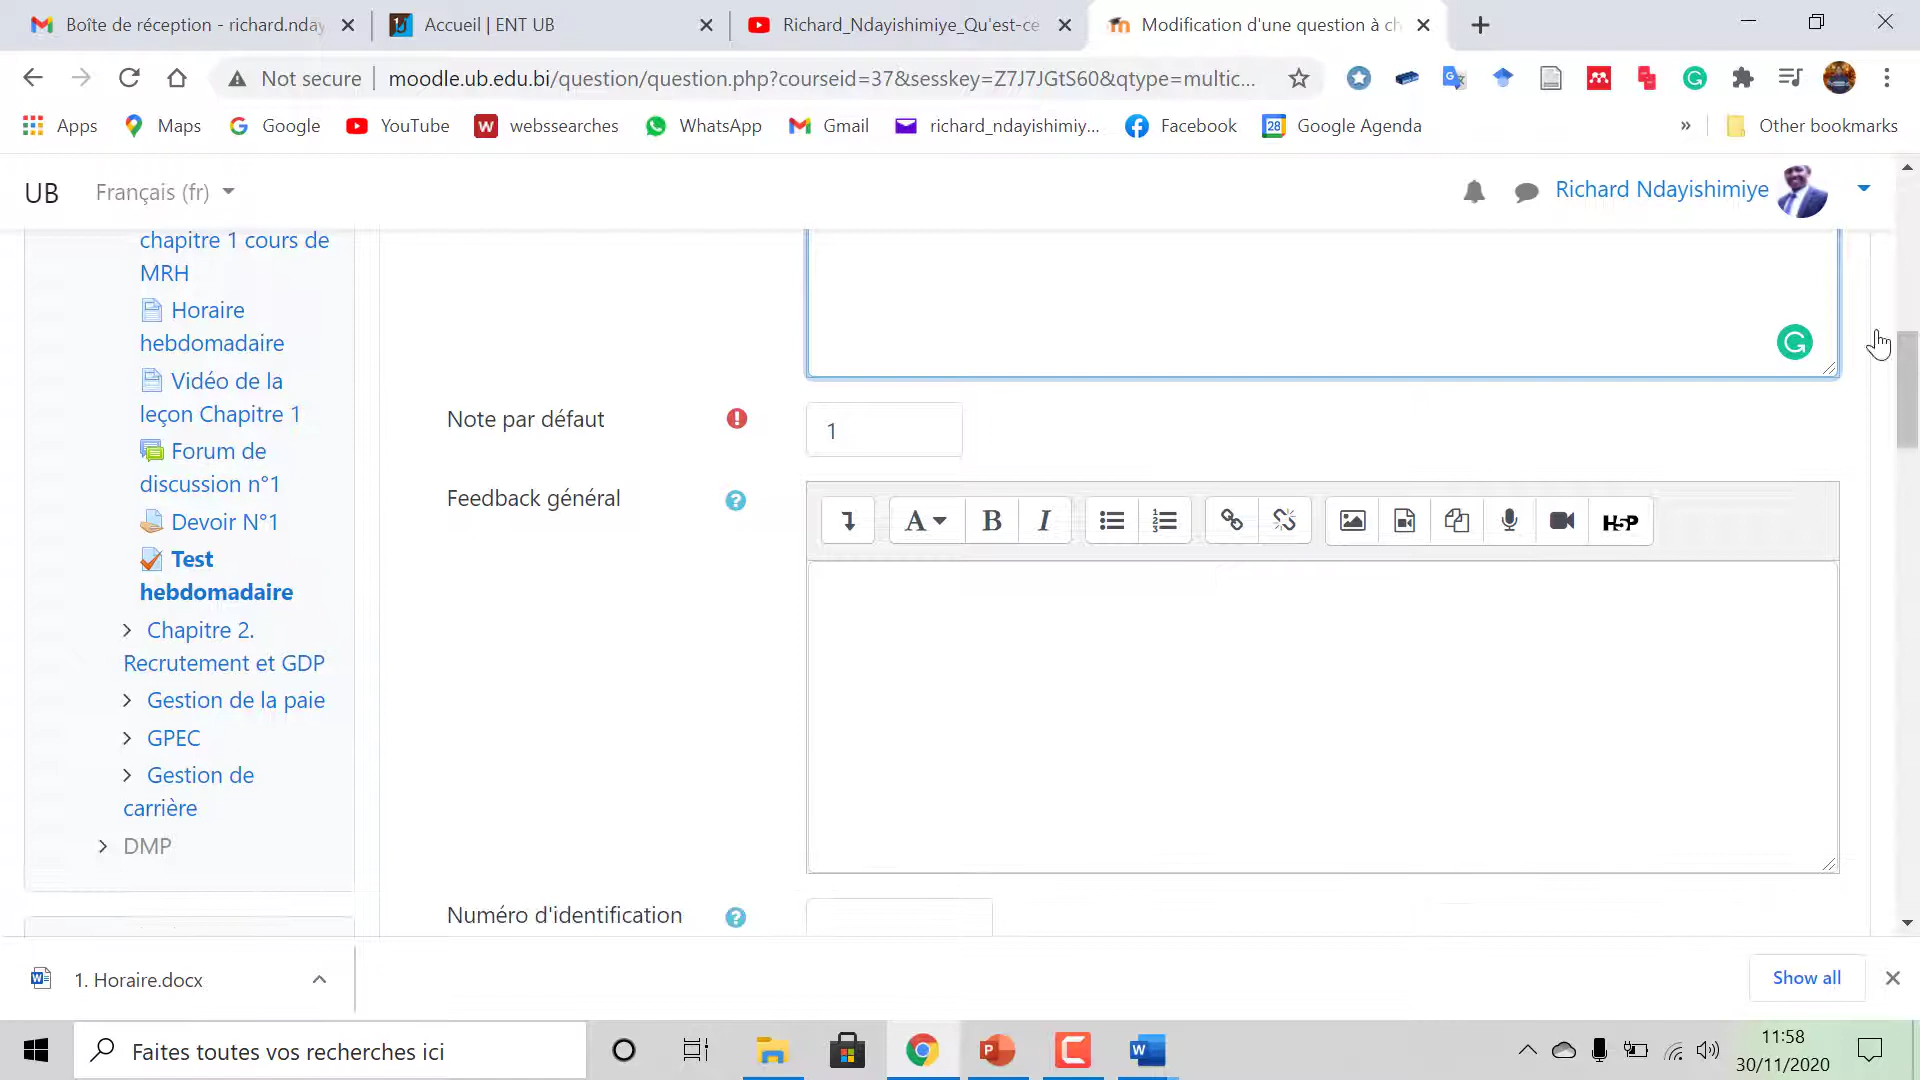 Boîte de réception - richard.nday
Accueil | ENT UB
Richard_Ndayishimiye_Qu'est-ce
Modification d'une question à ch
Not secure
moodle.ub.edu.bi/question/question.php?courseid=37&sesskey=Z7J7JGtS60&qtype=multic...
Apps
Maps
Google
YouTube
webssearches
WhatsApp
Gmail
richard_ndayishimiy...
Facebook
28
Google Agenda
»
Other bookmarks
UB
Français (fr)
Richard Ndayishimiye
chapitre 1 cours de
MRH
Horaire
hebdomadaire
Vidéo de la
leçon Chapitre 1
Forum de
discussion n°1
Devoir N°1
Test
hebdomadaire
Chapitre 2.
Recrutement et GDP
Gestion de la paie
GPEC
Gestion de
carrière
DMP
Note par défaut
1
Feedback général
A
B
I
H5P
Numéro d'identification
1. Horaire.docx
Show all
Faites toutes vos recherches ici
11:58
30/11/2020